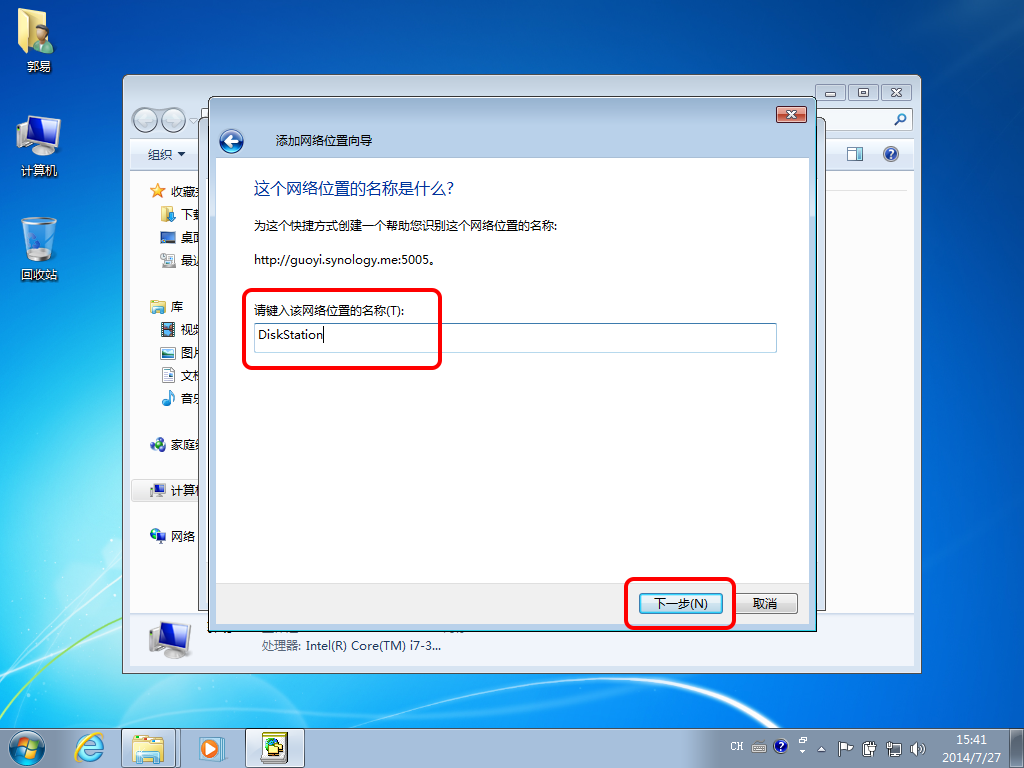 郭易
计算机
回收站
组织
添加网络位置向导
这个网络位置的名称是什么?
为这个快捷方式创建一个帮助您识别这个网络位置的名称:
http://guoyi.synology.me:5005。
请键入该网络位置的名称(T):
DiskStation
收藏
下载
桌面
最近
库
视频
图片
文档
音乐
家庭组
计算机
网络
下一步(N)
取消
处理器: Intel(R) Core(TM) i7-3...
CH
15:41
2014/7/27